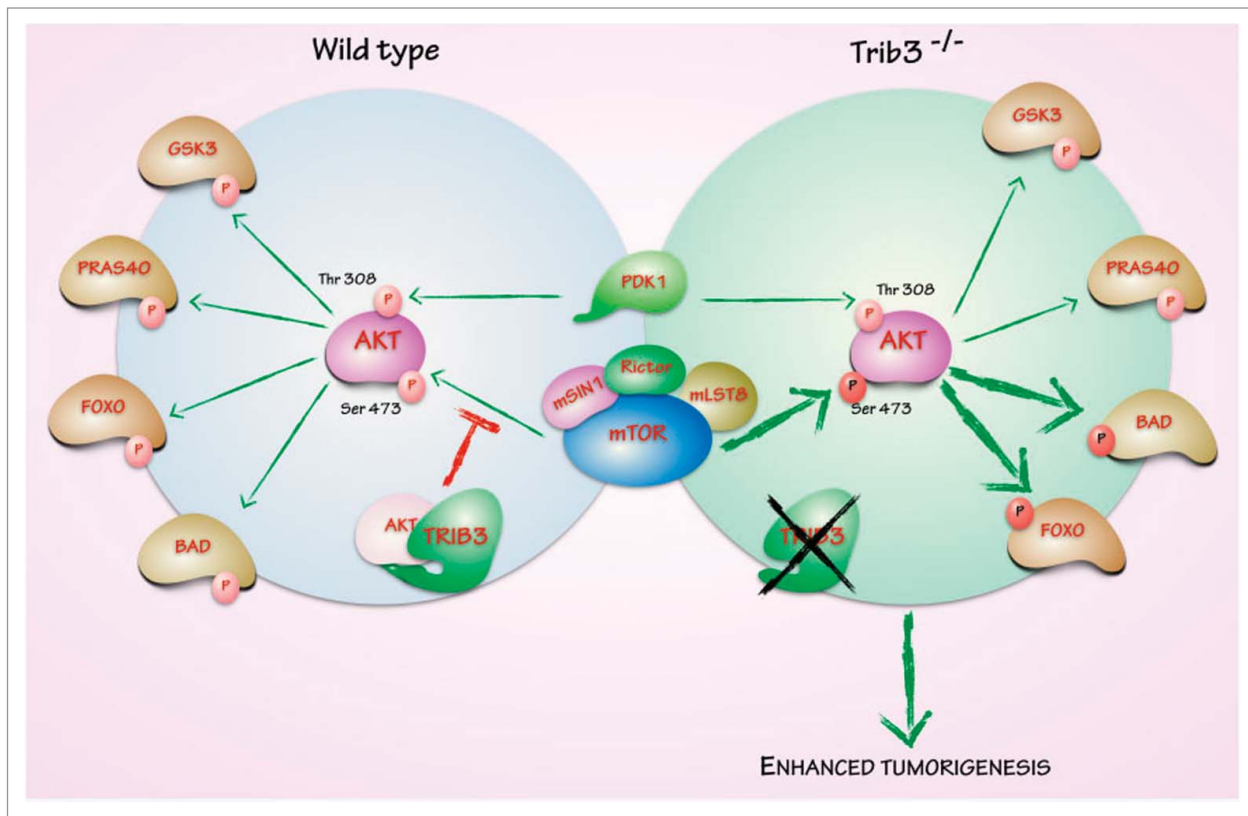 Wild type
Trib3 -/-
GSK3
P
PRAS40
P
FOXO
P
BAD
P
Thr 308
P
AKT
P
Ser 473
AKT
TRIB3
PDK1
mSIN1
Rictor
mLST8
mTOR
Thr 308
P
AKT
P
Ser 473
TRIB3
GSK3
P
PRAS40
P
BAD
P
FOXO
P
ENHANCED TUMORIGENESIS